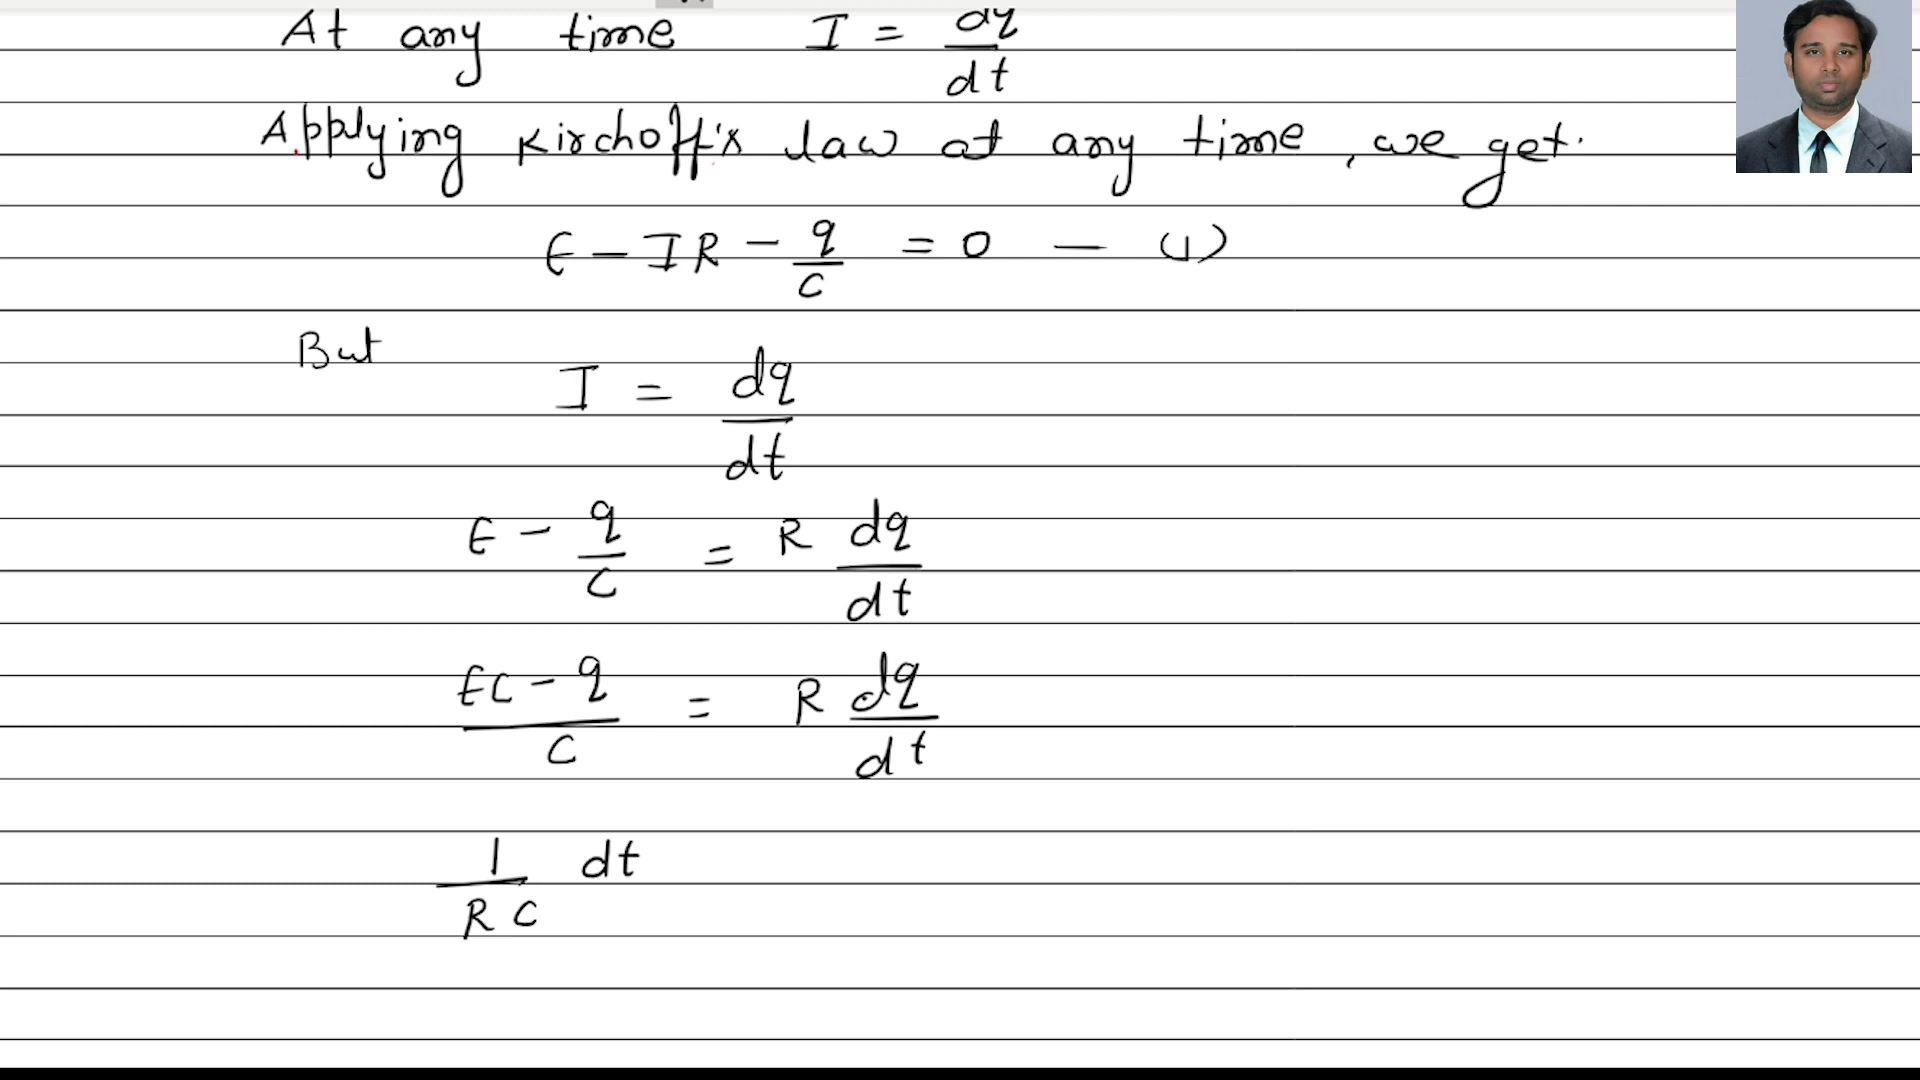 At any time I = dq/dt
Applying Kirchoff's law at any time, we get.
E - IR - q/c = 0 — (1)
But
I = dq/dt
E - q/c = R dq/dt
EC - q/c = R dq/dt
1/RC dt